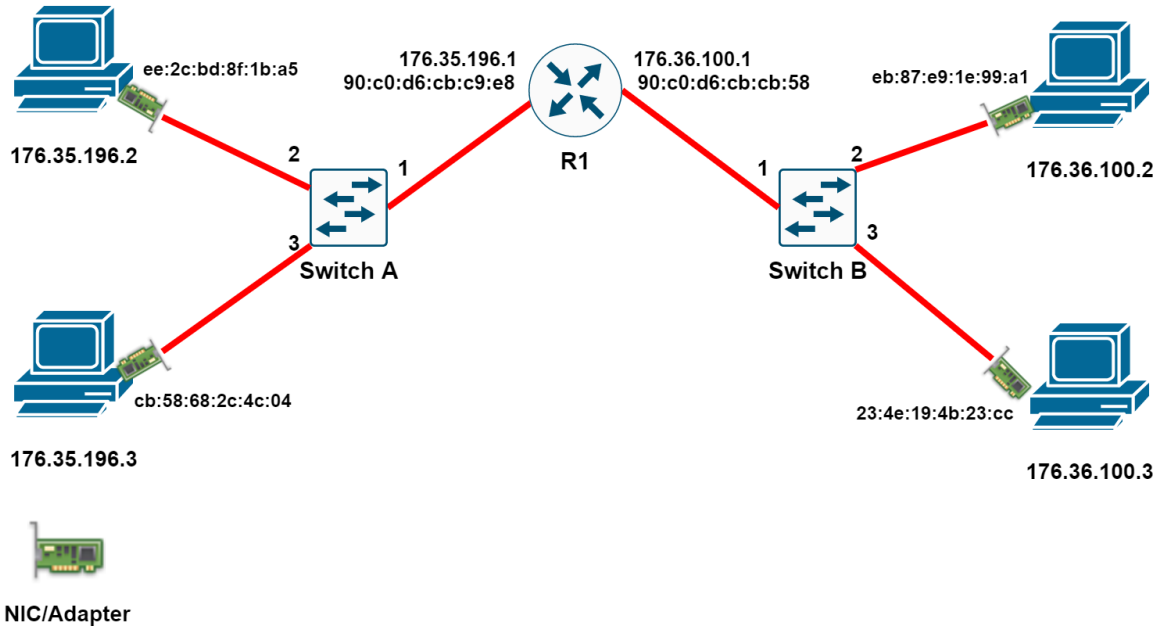 176.35.196.1
90:c0:d6:cb:c9:e8
176.36.100.1
90:c0:d6:cb:cb:58
ee:2c:bd:8f:1b:a5
eb:87:e9:1e:99:a1
176.35.196.2
2
1
R1
1
2
176.36.100.2
3
Switch A
3
Switch B
cb:58:68:2c:4c:04
23:4e:19:4b:23:cc
176.35.196.3
176.36.100.3
NIC/Adapter